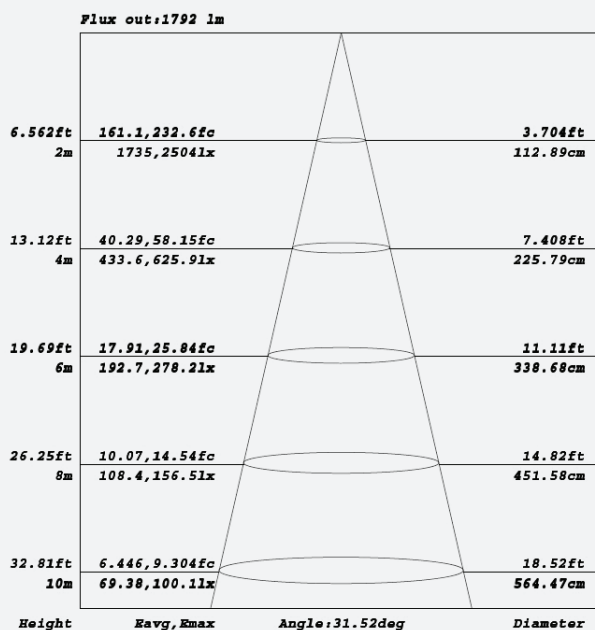 Flux out:1792 lm
6.562ft 161.1,232.6fc 3.704ft
2m 1735,2504lx 112.89cm
13.12ft 40.29,58.15fc 7.408ft
4m 433.6,625.9lx 225.79cm
19.69ft 17.91,25.84fc 11.11ft
6m 192.7,278.2lx 338.68cm
26.25ft 10.07,14.54fc 14.82ft
8m 108.4,156.5lx 451.58cm
32.81ft 6.446,9.304fc 18.52ft
10m 69.38,100.1lx 564.47cm
Height Eavg,Emax Angle:31.52deg Diameter